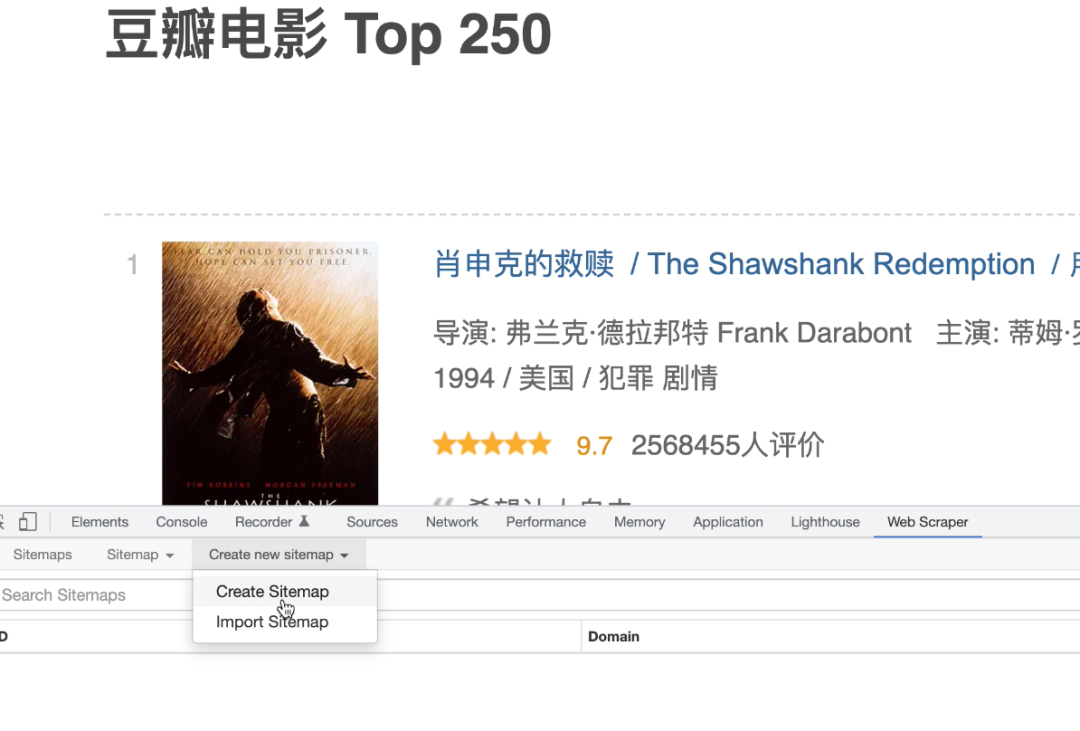 豆瓣电影 Top 250
1
YEAR CAN HOLD YOU PRISONER.
HOPE CAN SET YOU FREE.
TIM ROBBINS MORGAN FREEMAN
THE
SHAWSHANK
肖申克的救赎 / The Shawshank Redemption /
导演: 弗兰克·德拉邦特 Frank Darabont 主演: 蒂姆·
1994 / 美国 / 犯罪 剧情
9.7 2568455人评价
Elements Console Recorder Sources Network Performance Memory Application Lighthouse Web Scraper
Sitemaps Sitemap Create new sitemap
Search Sitemaps
Create Sitemap
Import Sitemap
D Domain